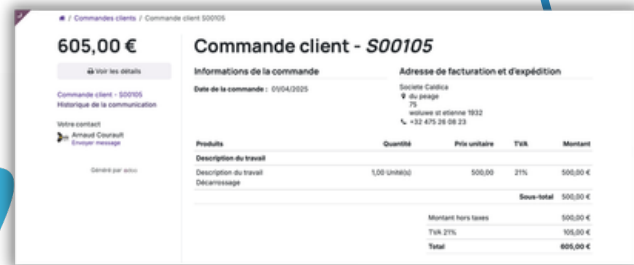 / Commandes clients / Commande client S00105
605,00 €
Voir les détails
Commande client - S00105
Historique de la communication
Votre contact
Arnaud Courault
Envoyer message
Généré par odoo
Commande client - S00105
Informations de la commande
Date de la commande : 01/04/2025
Adresse de facturation et d'expédition
Societe Caldica
du peage
75
woluwe st etienne 1932
+32 475 26 08 23
Produits Quantité Prix unitaire TVA Montant
Description du travail
Description du travail 1,00 Unité(s) 500,00 21% 500,00 €
Décarrossage
Sous-total 500,00 €
Montant hors taxes 500,00 €
TVA 21% 105,00 €
Total 605,00 €